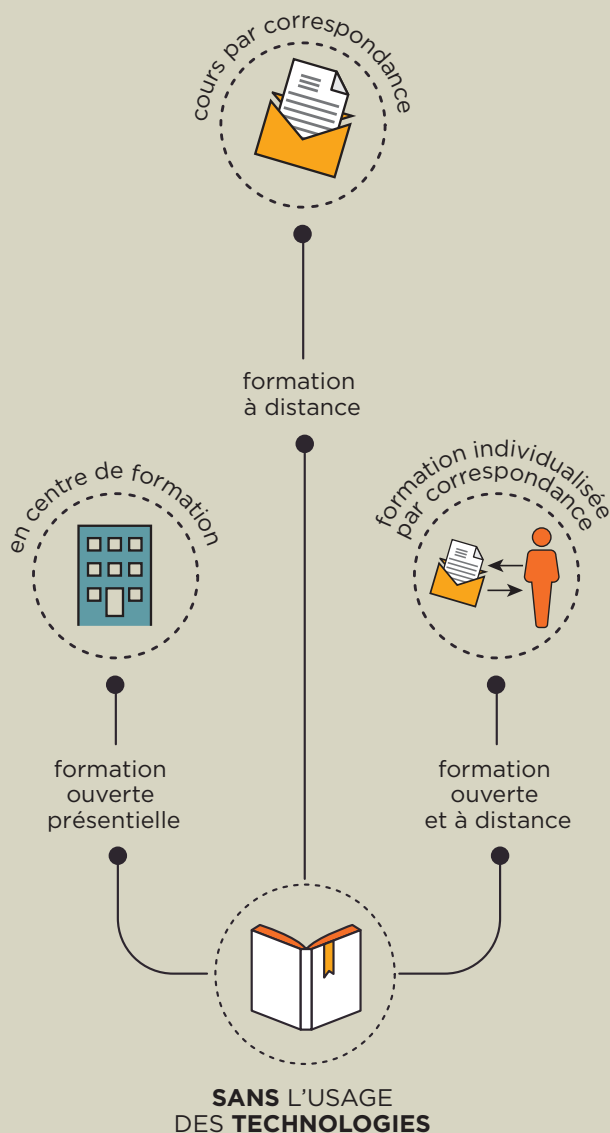 cours par correspondance
formation
à distance
en centre de formation
formation individualisée
par correspondance
formation
ouverte
présentielle
formation
ouverte
et à distance
SANS L'USAGE
DES TECHNOLOGIES